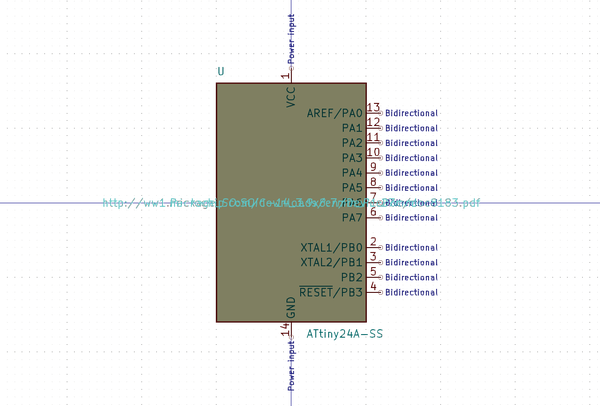 Power input
U
1
VCC
AREF/PA0 13 Bidirectional
PA1 12 Bidirectional
PA2 11 Bidirectional
PA3 10 Bidirectional
PA4 9 Bidirectional
PA5 8 Bidirectional
7
PA7 6 Bidirectional
XTAL1/PB0 2 Bidirectional
XTAL2/PB1 3 Bidirectional
PB2 5 Bidirectional
RESET/PB3 4 Bidirectional
GND
14
ATtiny24A-SS
Power input